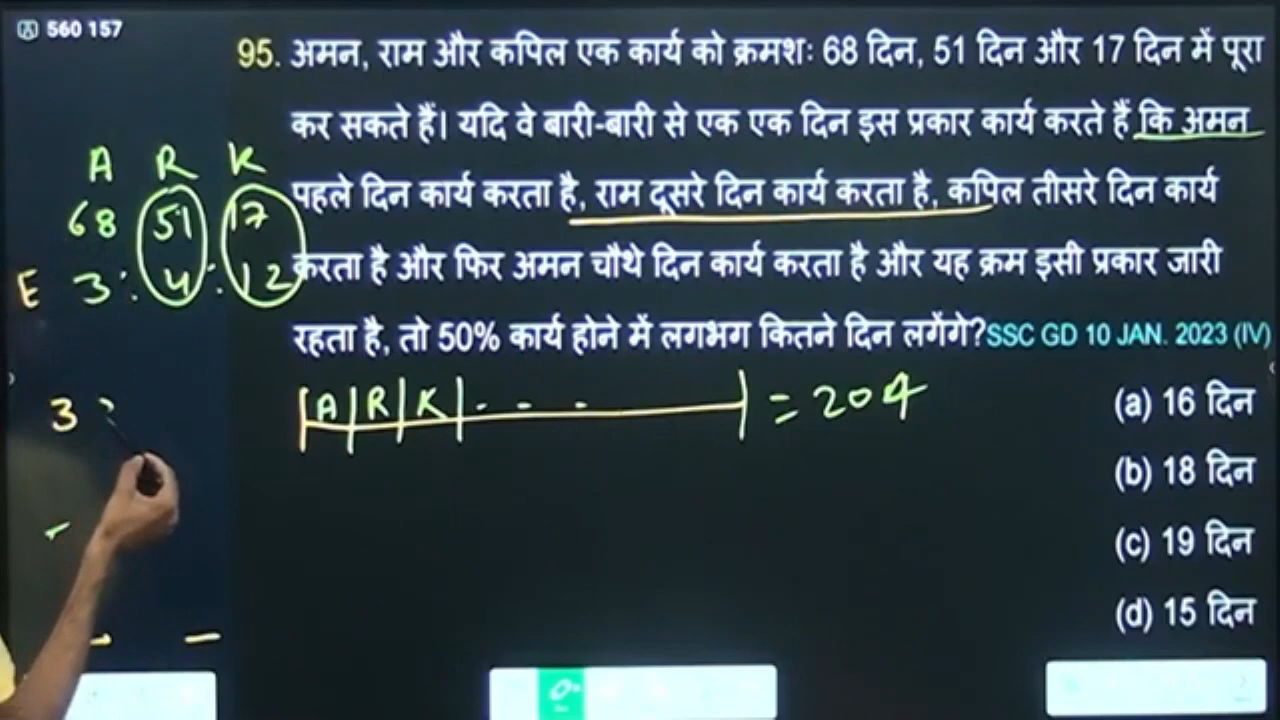 560 157
95. अमन, राम और कपिल एक कार्य को क्रमशः 68 दिन, 51 दिन और 17 दिन में पूरा
कर सकते हैं। यदि वे बारी-बारी से एक एक दिन इस प्रकार कार्य करते हैं कि अमन
पहले दिन कार्य करता है, राम दूसरे दिन कार्य करता है, कपिल तीसरे दिन कार्य
करता है और फिर अमन चौथे दिन कार्य करता है और यह क्रम इसी प्रकार जारी
रहता है, तो 50% कार्य होने में लगभग कितने दिन लगेंगे? SSC GD 10 JAN. 2023 (IV)
A R K
68 51 17
E 3 : 4 : 12
3 :
A R K - - - = 204
(a) 16 दिन
(b) 18 दिन
(c) 19 दिन
(d) 15 दिन